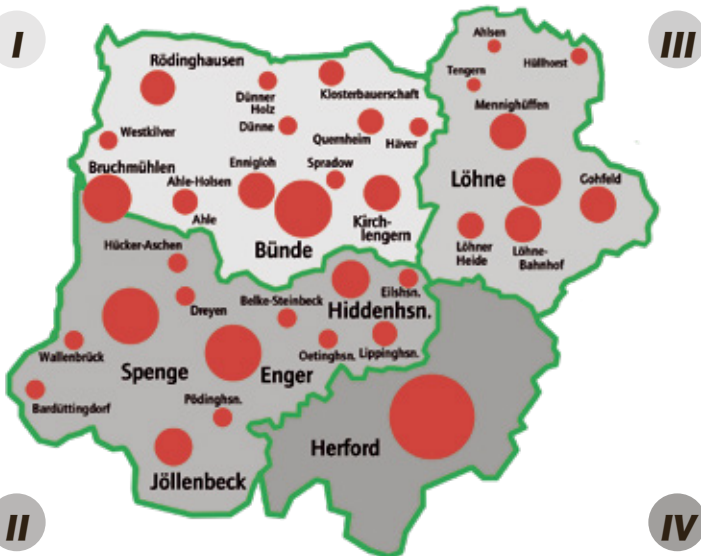 I
III
Ahlsen
Hüllhorst
Tengern
Mennighüffen
Löhne
Gohfeld
Löhner
Heide
Löhne-
Bahnhof
Rödinghausen
Dünner
Holz
Klosterbauerschaft
Dünne
Quernheim
Häver
Westkilver
Bruchmühlen
Ennigloh
Spradow
Ahle-Holsen
Ahle
Kirch-
lengern
Bünde
Hücker-Aschen
Dreyen
Belke-Steinbeck
Eilshsn.
Hiddenhsn.
Oetinghsn.
Lippinghsn.
Wallenbrück
Spenge
Enger
Bardüttingdorf
Pödinghsn.
Jöllenbeck
Herford
II
IV